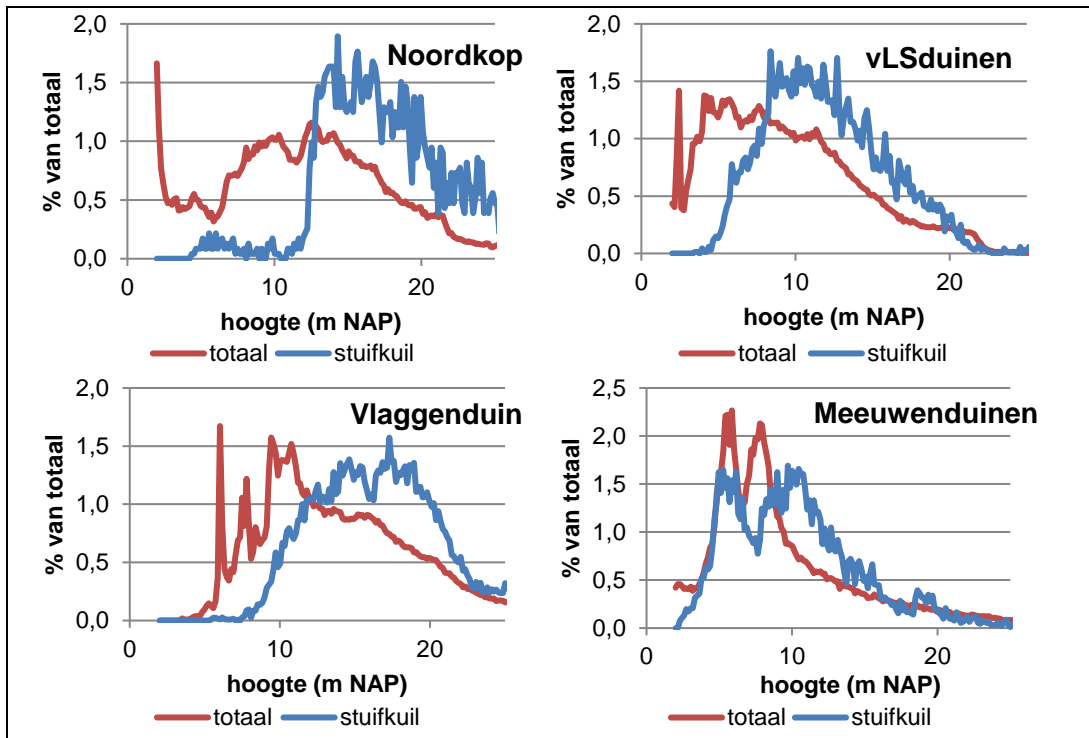 Noordkop
% van totaal
2,0
1,5
1,0
0,5
0,0
0 10 20
hoogte (m NAP)
totaal stuifkuil
vLSduinen
% van totaal
2,0
1,5
1,0
0,5
0,0
0 10 20
hoogte (m NAP)
totaal stuifkuil
Vlaggenduin
% van totaal
2,0
1,5
1,0
0,5
0,0
0 10 20
hoogte (m NAP)
totaal stuifkuil
Meeuwenduinen
% van totaal
2,5
2,0
1,5
1,0
0,5
0,0
0 10 20
hoogte (m NAP)
totaal stuifkuil